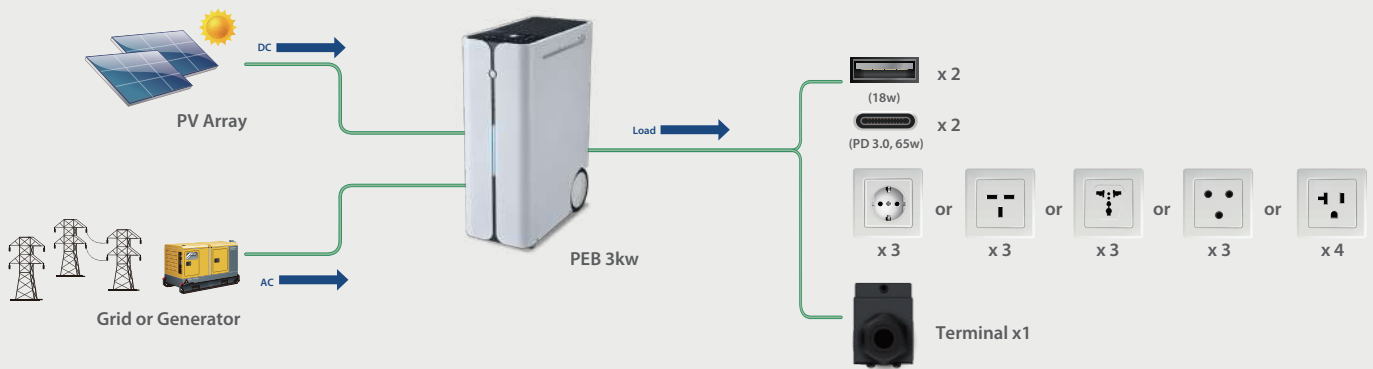 DC
PV Array
Grid or Generator
AC
PEB 3kw
Load
x 2
(18w)
x 2
(PD 3.0, 65w)
or
or
or
or
x 3
x 3
x 3
x 3
x 4
Terminal x1